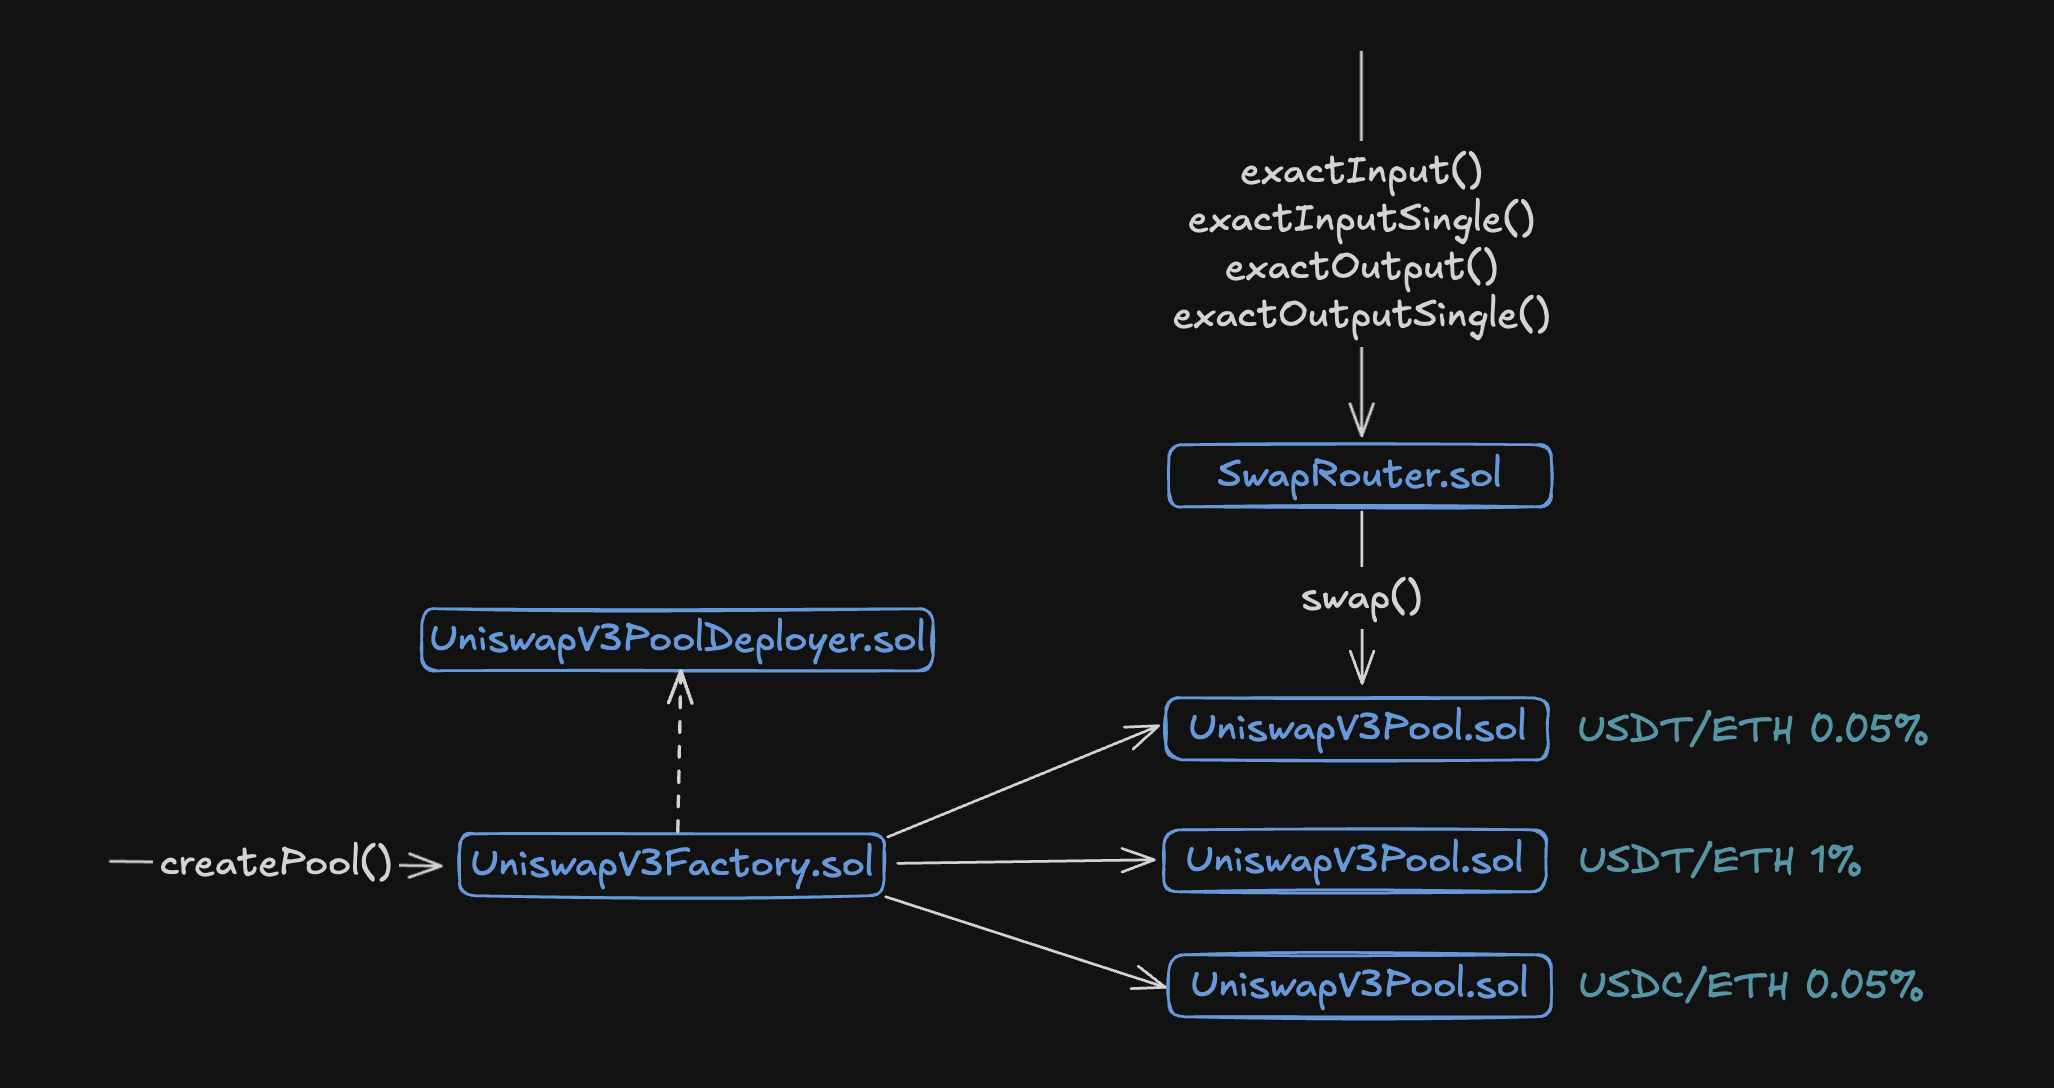 exactInput()
exactInputSingle()
exactOutput()
exactOutputSingle()
SwapRouter.sol
swap()
UniswapV3PoolDeployer.sol
UniswapV3Pool.sol USDT/ETH 0.05%
createPool() UniswapV3Factory.sol UniswapV3Pool.sol USDT/ETH 1%
UniswapV3Pool.sol USDC/ETH 0.05%